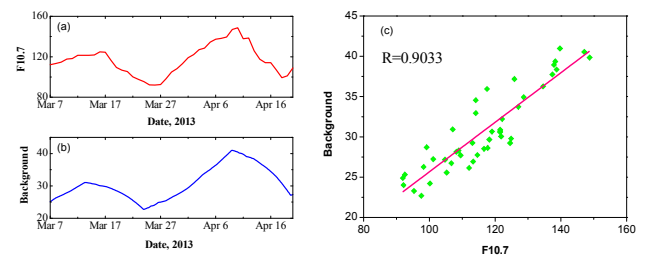 (a)
F10.7
160
120
80
Mar 7
Mar 17
Mar 27
Apr 6
Apr 16
Date, 2013
(b)
Background
40
30
20
Mar 7
Mar 17
Mar 27
Apr 6
Apr 16
Date, 2013
(c)
R=0.9033
Background
45
40
35
30
25
20
80
100
120
140
160
F10.7